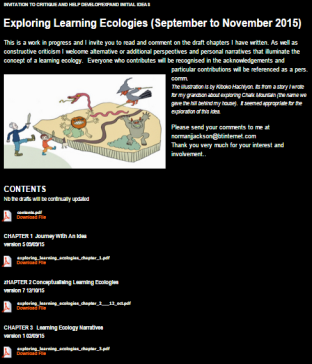 INVITATION TO CRITIQUE AND HELP DEVELOP/EXPAND INITIAL IDEAS
Exploring Learning Ecologies (September to November 2015)
This is a work in progress and I invite you to read and comment on the draft chapters I have written. As well as
constructive criticism I welcome alternative or additional perspectives and personal narratives that illuminate the
concept of a learning ecology. Everyone who contributes will be recognised in the acknowledgements and
particular contributions will be referenced as a pers.
comm.
The illustration is by Kiboko Hachiyon. Its from a story I wrote
for my grandson about exploring Chalk Mountain (the name we
gave the hill behind my house). It seemed appropriate for the
exploration of this idea.
Please send your comments to me at
normanjjackson@btinternet.com
Thank you very much for your interest and
involvement..
CONTENTS
Nb the drafts will be continually updated
contents.pdf
Download File
CHAPTER 1 Journey With An Idea
version 5 05/09/15
exploring_learning_ecologies_chapter_1.pdf
Download File
zHAPTER 2 Conceptualising Learning Ecologies
version 7 13/10/15
exploring_learning_ecologies_chapter_2___12_oct.pdf
Download File
CHAPTER 3 Learning Ecology Narratives
version 1 03/09/15
exploring_learning_ecologies_chapter_3.pdf
Download File